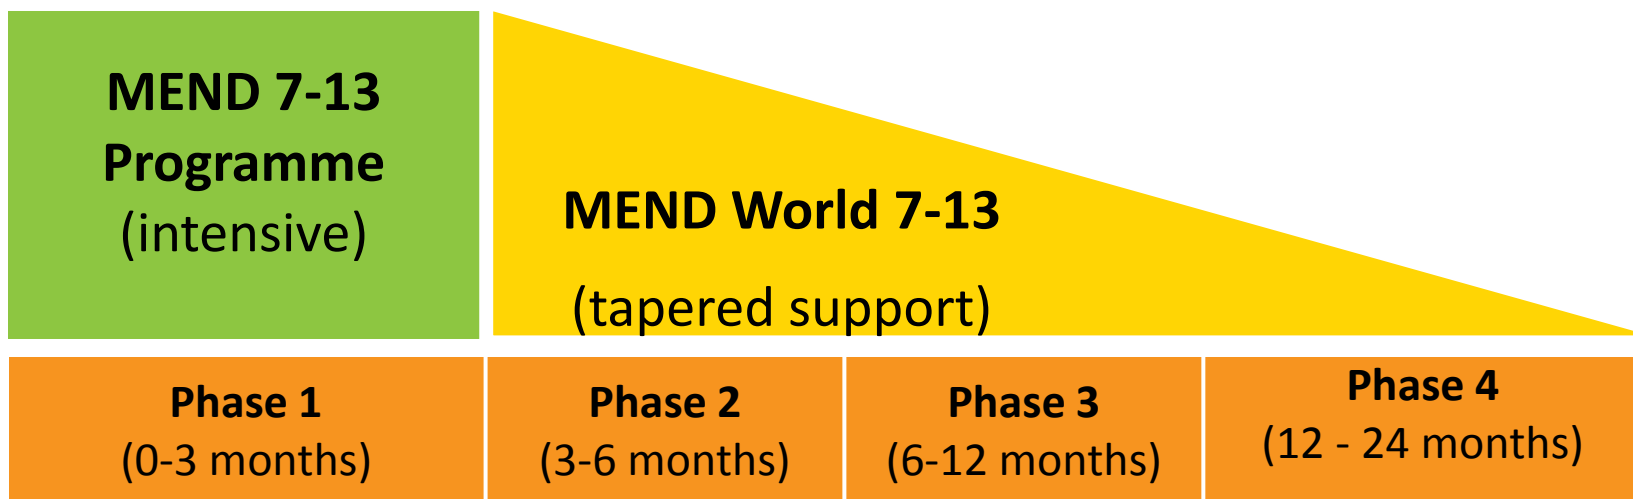 MEND 7-13
Programme
(intensive)
MEND World 7-13
(tapered support)
Phase 1
(0-3 months)
Phase 2
(3-6 months)
Phase 3
(6-12 months)
Phase 4
(12 - 24 months)